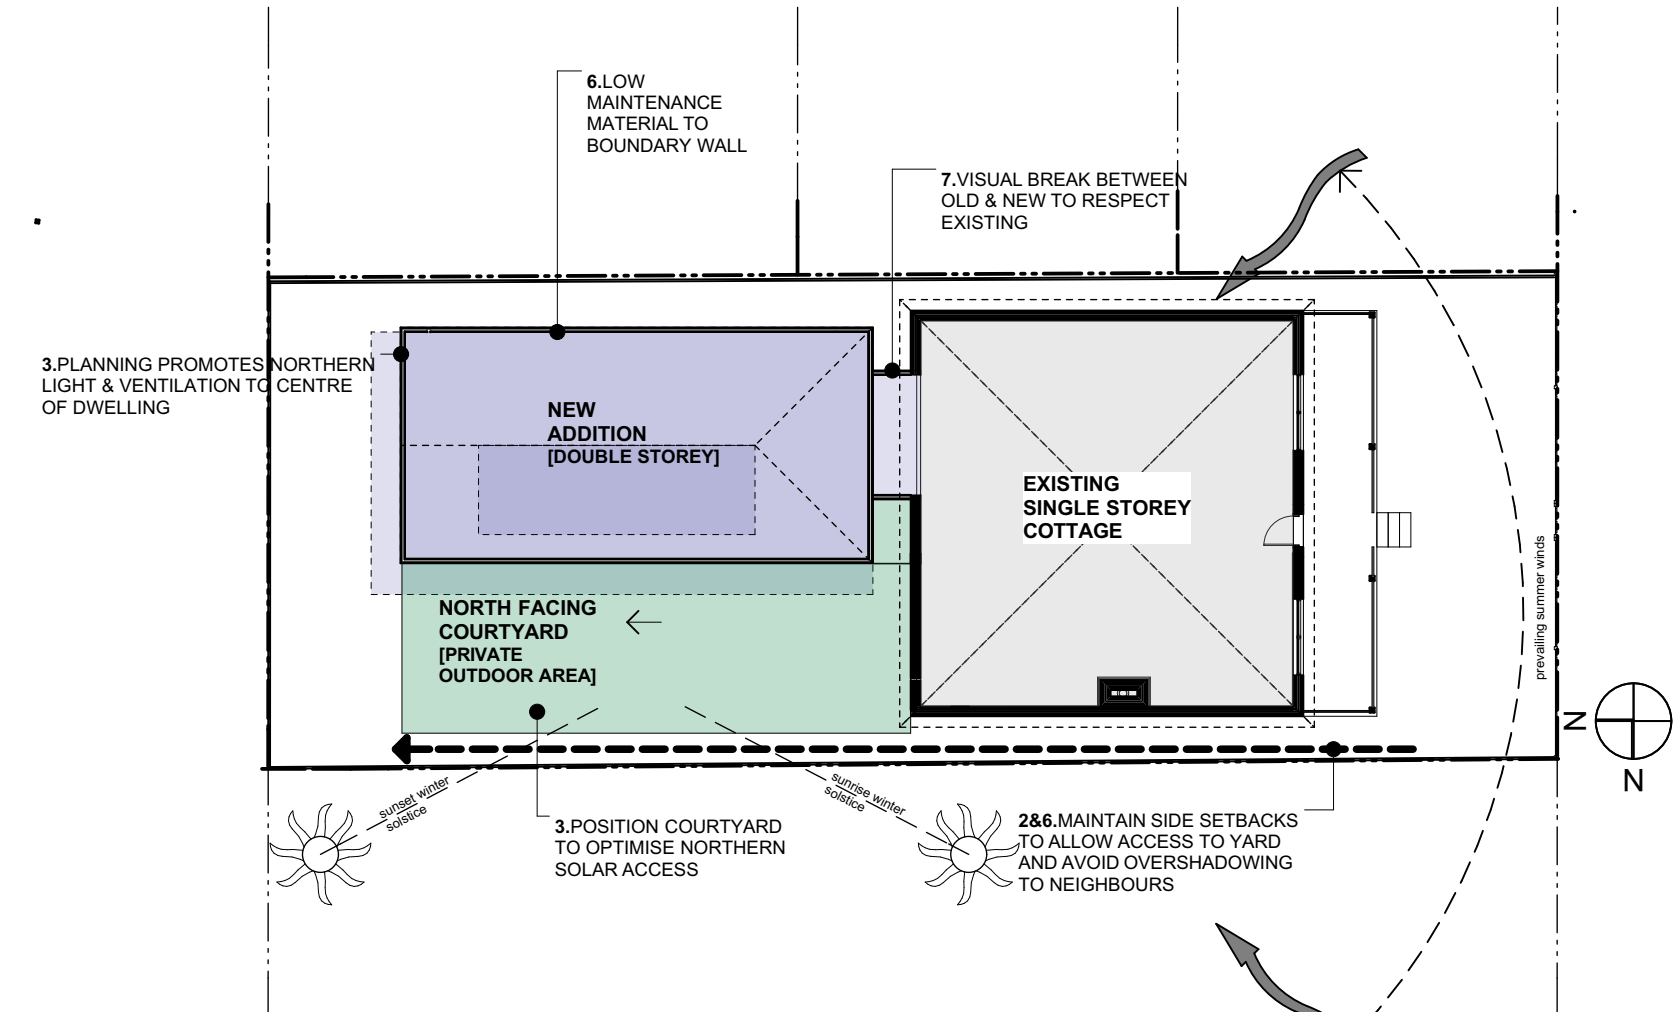 6.LOW
MAINTENANCE
MATERIAL TO
BOUNDARY WALL
7.VISUAL BREAK BETWEEN
OLD & NEW TO RESPECT
EXISTING
3.PLANNING PROMOTES NORTHERN
LIGHT & VENTILATION TO CENTRE
OF DWELLING
NEW
ADDITION
[DOUBLE STOREY]
EXISTING
SINGLE STOREY
COTTAGE
NORTH FACING
COURTYARD
[PRIVATE
OUTDOOR AREA]
prevailing summer winds
N
N
sunset winter
solstice
sunrise winter
solstice
3.POSITION COURTYARD
TO OPTIMISE NORTHERN
SOLAR ACCESS
2&6.MAINTAIN SIDE SETBACKS
TO ALLOW ACCESS TO YARD
AND AVOID OVERSHADOWING
TO NEIGHBOURS